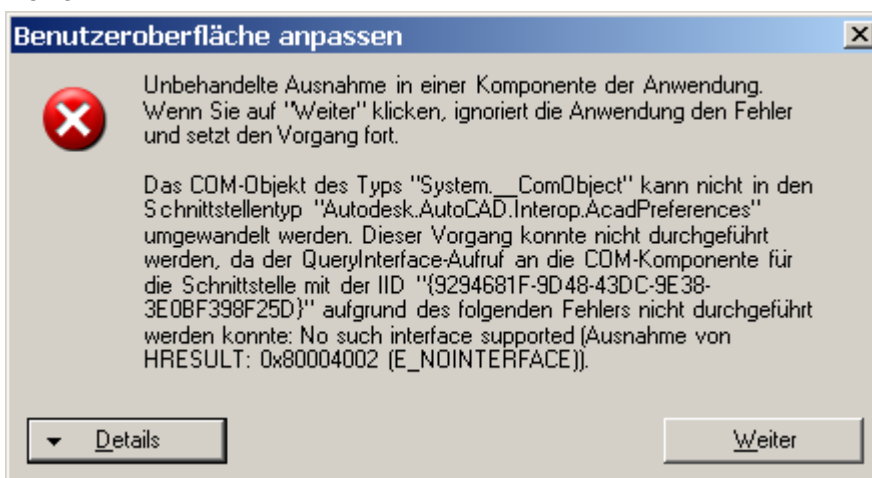 Benutzeroberfläche anpassen
Unbehandelte Ausnahme in einer Komponente der Anwendung.
Wenn Sie auf "Weiter" klicken, ignoriert die Anwendung den Fehler
und setzt den Vorgang fort.
Das COM-Objekt des Typs "System.__ComObject" kann nicht in den
Schnittstellentyp "Autodesk.AutoCAD.Interop.AcadPreferences"
umgewandelt werden. Dieser Vorgang konnte nicht durchgeführt
werden, da der QueryInterface-Aufruf an die COM-Komponente für
die Schnittstelle mit der IID "{9294681F-9D48-43DC-9E38-
3E0BF398F25D}" aufgrund des folgenden Fehlers nicht durchgeführt
werden konnte: No such interface supported (Ausnahme von
HRESULT: 0x80004002 (E_NOINTERFACE)).
Details
Weiter